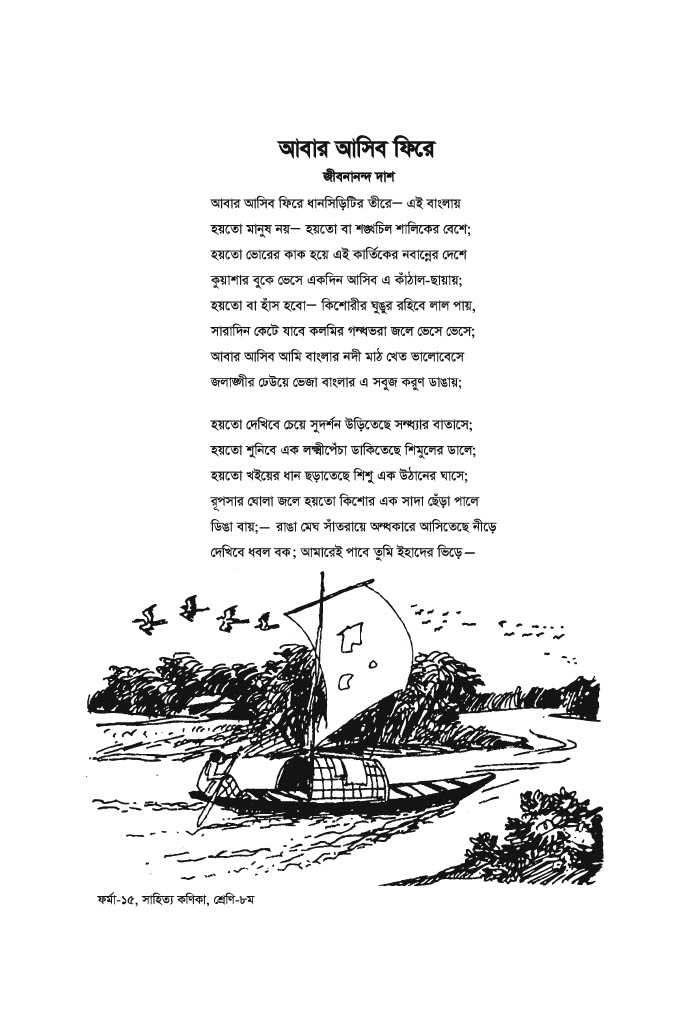 আবার আসিব ফিরে
জীবনানন্দ দাশ
আবার আসিব ফিরে ধানসিড়িটির তীরে— এই বাংলায়
হয়তো মানুষ নয়— হয়তো বা শঙ্খচিল শালিকের বেশে;
হয়তো ভোরের কাক হয়ে এই কার্তিকের নবান্নের দেশে
কুয়াশার বুকে ভেসে একদিন আসিব এ কাঁঠাল-ছায়ায়;
হয়তো বা হাঁস হবো— কিশোরীর ঘুঙুর রহিবে লাল পায়,
সারাদিন কেটে যাবে কলমির গন্ধভরা জলে ভেসে ভেসে;
আবার আসিব আমি বাংলার নদী মাঠ খেত ভালোবেসে
জলাঙ্গীর ঢেউয়ে ভেজা বাংলার এ সবুজ করুণ ডাঙায়;
হয়তো দেখিবে চেয়ে সুদর্শন উড়িতেছে সন্ধ্যার বাতাসে;
হয়তো শুনিবে এক লক্ষ্মীপেঁচা ডাকিতেছে শিমুলের ডালে;
হয়তো খইয়ের ধান ছড়াতেছে শিশু এক উঠানের ঘাসে;
রূপসার ঘোলা জলে হয়তো কিশোর এক সাদা ছেঁড়া পালে
ডিঙা বায়;— রাঙা মেঘ সাঁতরায়ে অন্ধকারে আসিতেছে নীড়ে
দেখিবে ধবল বক; আমারেই পাবে তুমি ইহাদের ভিড়ে—
ফর্মা-১৫, সাহিত্য কণিকা, শ্রেণি-৮ম